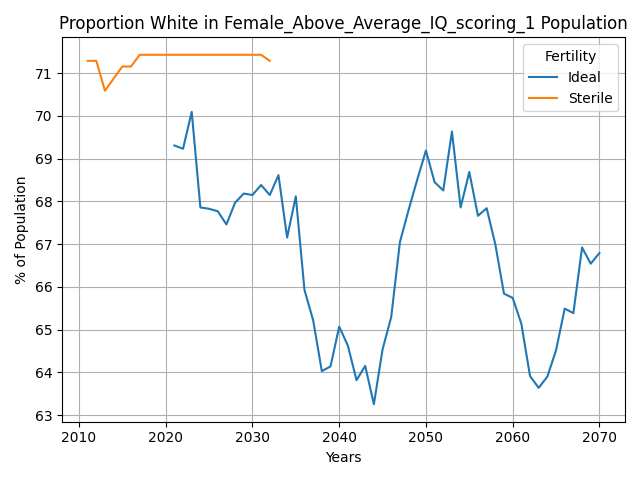 Proportion White in Female_Above_Average_IQ_scoring_1 Population
Fertility
Ideal
Sterile
71
70
69
68
67
66
65
64
63
% of Population
2010
2020
2030
2040
2050
2060
2070
Years